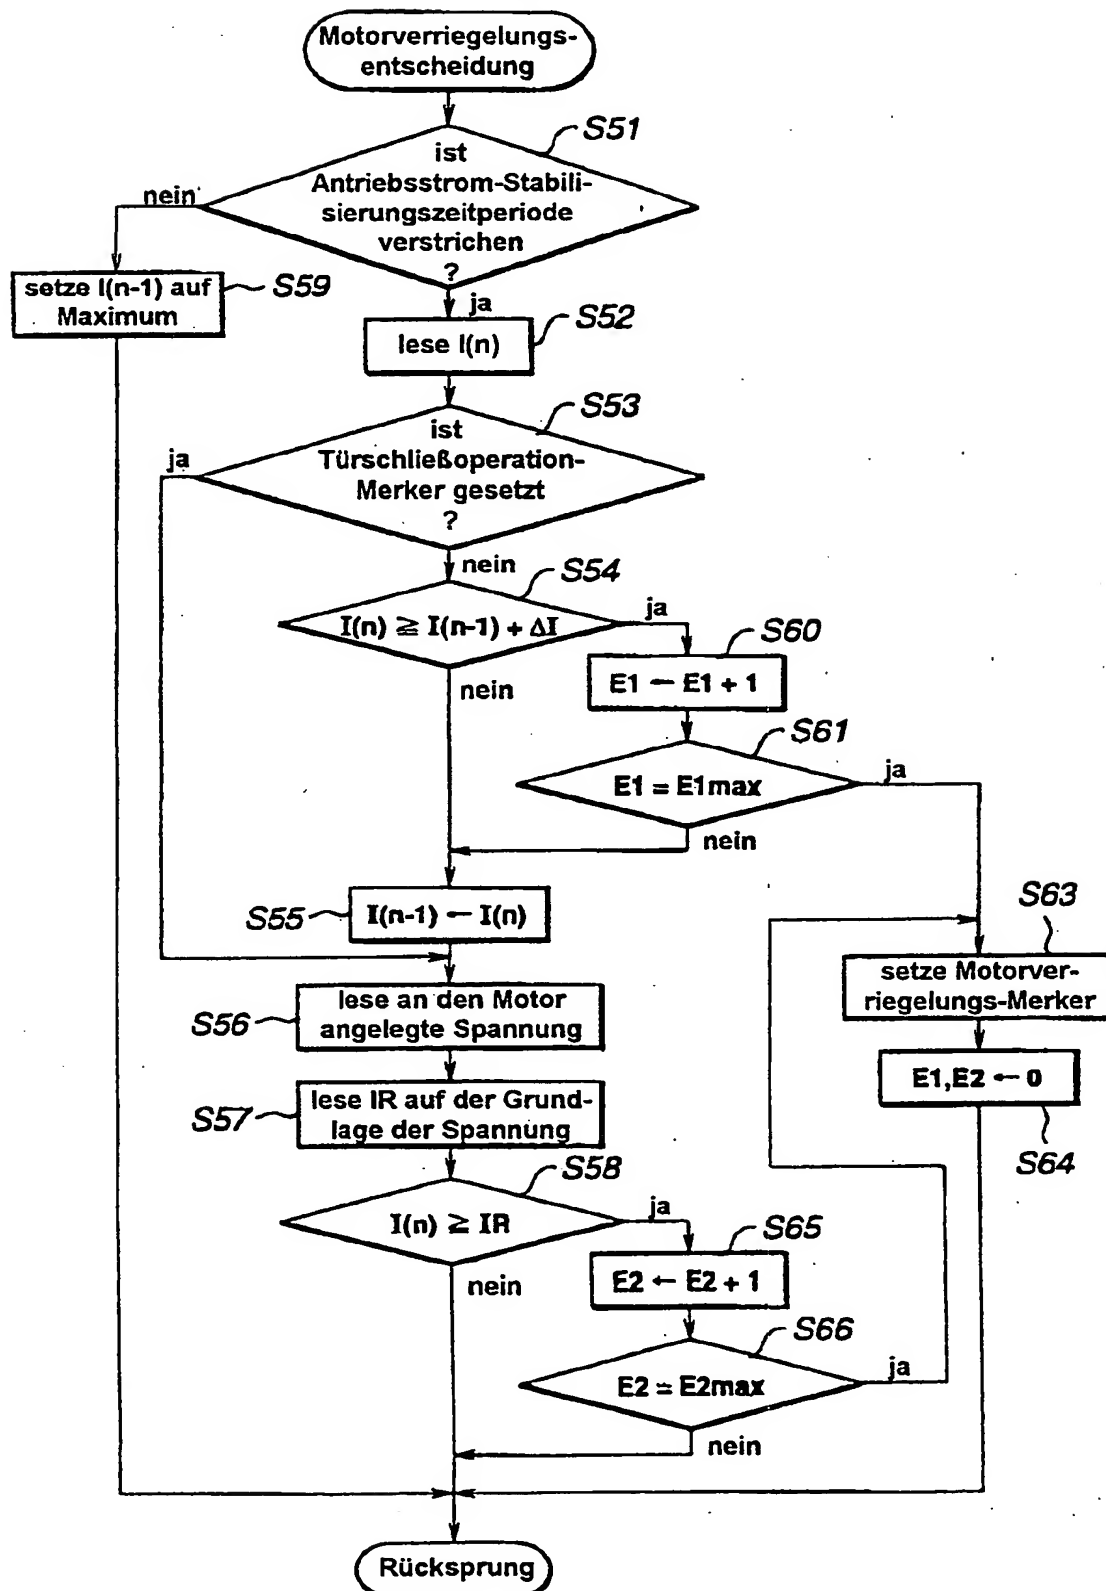 Motorverriegelungs-
entscheidung
S51
ist
Antriebsstrom-Stabili-
sierungszeitperiode
verstrichen
?
nein
ja
setze I(n-1) auf
Maximum
S59
S52
lese I(n)
S53
ist
Türschließoperation-
Merker gesetzt
?
ja
nein
S54
I(n) ≧ I(n-1) + ΔI
ja
nein
S60
E1 ← E1 + 1
S61
E1 = E1max
ja
nein
S55
I(n-1) ← I(n)
S63
setze Motorver-
riegelungs-Merker
S56
lese an den Motor
angelegte Spannung
E1,E2 ← 0
S64
S57
lese IR auf der Grund-
lage der Spannung
S58
I(n) ≧ IR
ja
nein
S65
E2 ← E2 + 1
S66
E2 = E2max
ja
nein
Rücksprung